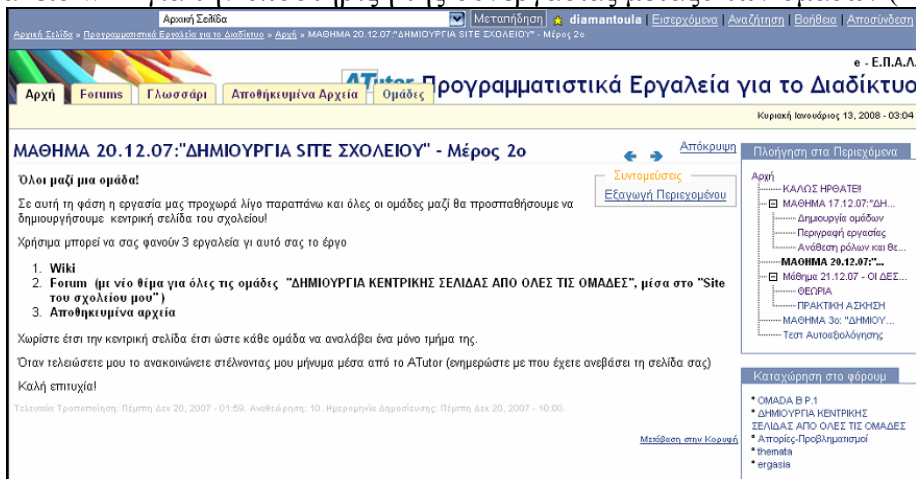 Αρχική Σελίδα Μεταπήδηση diamantoula | Εισερχόμενα | Αναζήτηση | Βοήθεια | Αποσύνδεση
Αρχική Σελίδα » Προγραμματιστικά Εργαλεία για το Διαδίκτυο » Αρχή » ΜΑΘΗΜΑ 20.12.07:"ΔΗΜΙΟΥΡΓΙΑ SITE ΣΧΟΛΕΙΟΥ" - Μέρος 2ο
e - Ε.Π.Α.Λ.
ATutor Προγραμματιστικά Εργαλεία για το Διαδίκτυο
Αρχή Forums Γλωσσάρι Αποθηκευμένα Αρχεία Ομάδες
Κυριακή Ιανουάριος 13, 2008 - 03:04
ΜΑΘΗΜΑ 20.12.07:"ΔΗΜΙΟΥΡΓΙΑ SITE ΣΧΟΛΕΙΟΥ" - Μέρος 2ο
Απόκρυψη
Συντομεύσεις
Εξαγωγή Περιεχομένου
Όλοι μαζί μια ομάδα!
Σε αυτή τη φάση η εργασία μας προχωρά λίγο παραπάνω και όλες οι ομάδες μαζί θα προσπαθήσουμε να
δημιουργήσουμε κεντρική σελίδα του σχολείου!
Χρήσιμα μπορεί να σας φανούν 3 εργαλεία γι αυτό σας το έργο
1. Wiki
2. Forum (με νέο θέμα για όλες τις ομάδες "ΔΗΜΙΟΥΡΓΙΑ ΚΕΝΤΡΙΚΗΣ ΣΕΛΙΔΑΣ ΑΠΟ ΟΛΕΣ ΤΙΣ ΟΜΑΔΕΣ", μέσα στο "Site
του σχολείου μου")
3. Αποθηκευμένα αρχεία
Χωρίστε έτσι την κεντρική σελίδα έτσι ώστε κάθε ομάδα να αναλάβει ένα μόνο τμήμα της.
Όταν τελειώσετε μου το ανακοινώνετε στέλνοντας μου μήνυμα μέσα από το ATutor (ενημερώστε με που έχετε ανεβάσει τη σελίδα σας)
Καλή επιτυχία!
Τελευταία Τροποποίηση: Πέμπτη Δεκ 20, 2007 - 01:59. Αναθεώρηση: 10. Ημερομηνία Δημοσίευσης: Πέμπτη Δεκ 20, 2007 - 10:00.
Μετάβαση στην Κορυφή
Πλοήγηση στα Περιεχόμενα
Αρχή
ΚΑΛΩΣ ΗΡΘΑΤΕ!!
ΜΑΘΗΜΑ 17.12.07:"ΔΗ...
Δημιουργία ομάδων
Περιγραφή εργασίας
Ανάθεση ρόλων και θε...
ΜΑΘΗΜΑ 20.12.07:"...
Μάθημα 21.12.07 - ΟΙ ΔΕΣ...
ΘΕΩΡΙΑ
ΠΡΑΚΤΙΚΗ ΑΣΚΗΣΗ
ΜΑΘΗΜΑ 3ο: "ΔΗΜΙΟΥ...
Τεστ Αυτοαξιολόγησης
Καταχώρηση στο φόρουμ
* OMADA B P.1
* ΔΗΜΙΟΥΡΓΙΑ ΚΕΝΤΡΙΚΗΣ
ΣΕΛΙΔΑΣ ΑΠΟ ΟΛΕΣ ΤΙΣ ΟΜΑΔΕΣ
* Απορίες-Προβληματισμοί
* themata
* ergasia